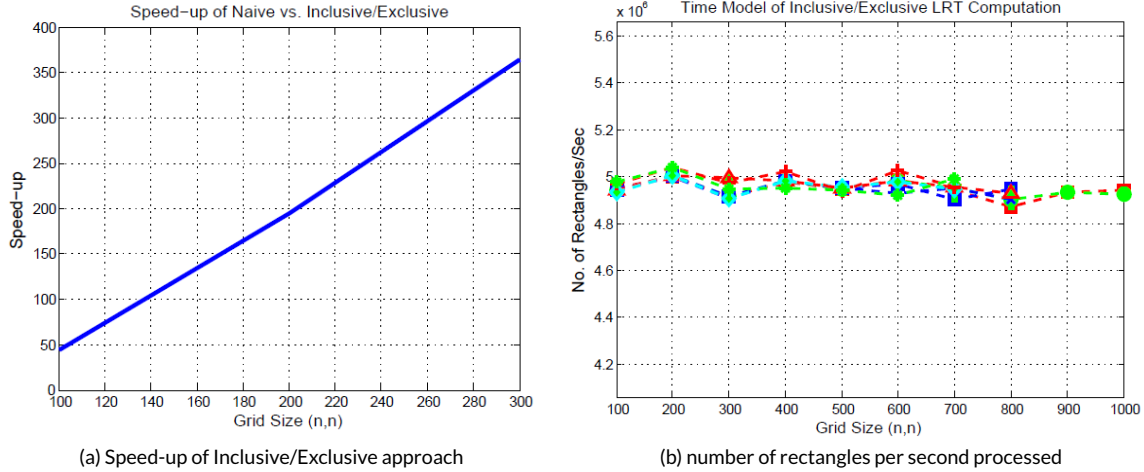 Speed-up of Naive vs. Inclusive/Exclusive
400
350
300
250
200
150
100
50
0
Speed-up
100 120 140 160 180 200 220 240 260 280 300
Grid Size (n,n)
(a) Speed-up of Inclusive/Exclusive approach
Time Model of Inclusive/Exclusive LRT Computation
x 10^6
5.6
5.4
5.2
5
4.8
4.6
4.4
4.2
No. of Rectangles/Sec
100 200 300 400 500 600 700 800 900 1000
Grid Size (n,n)
(b) number of rectangles per second processed